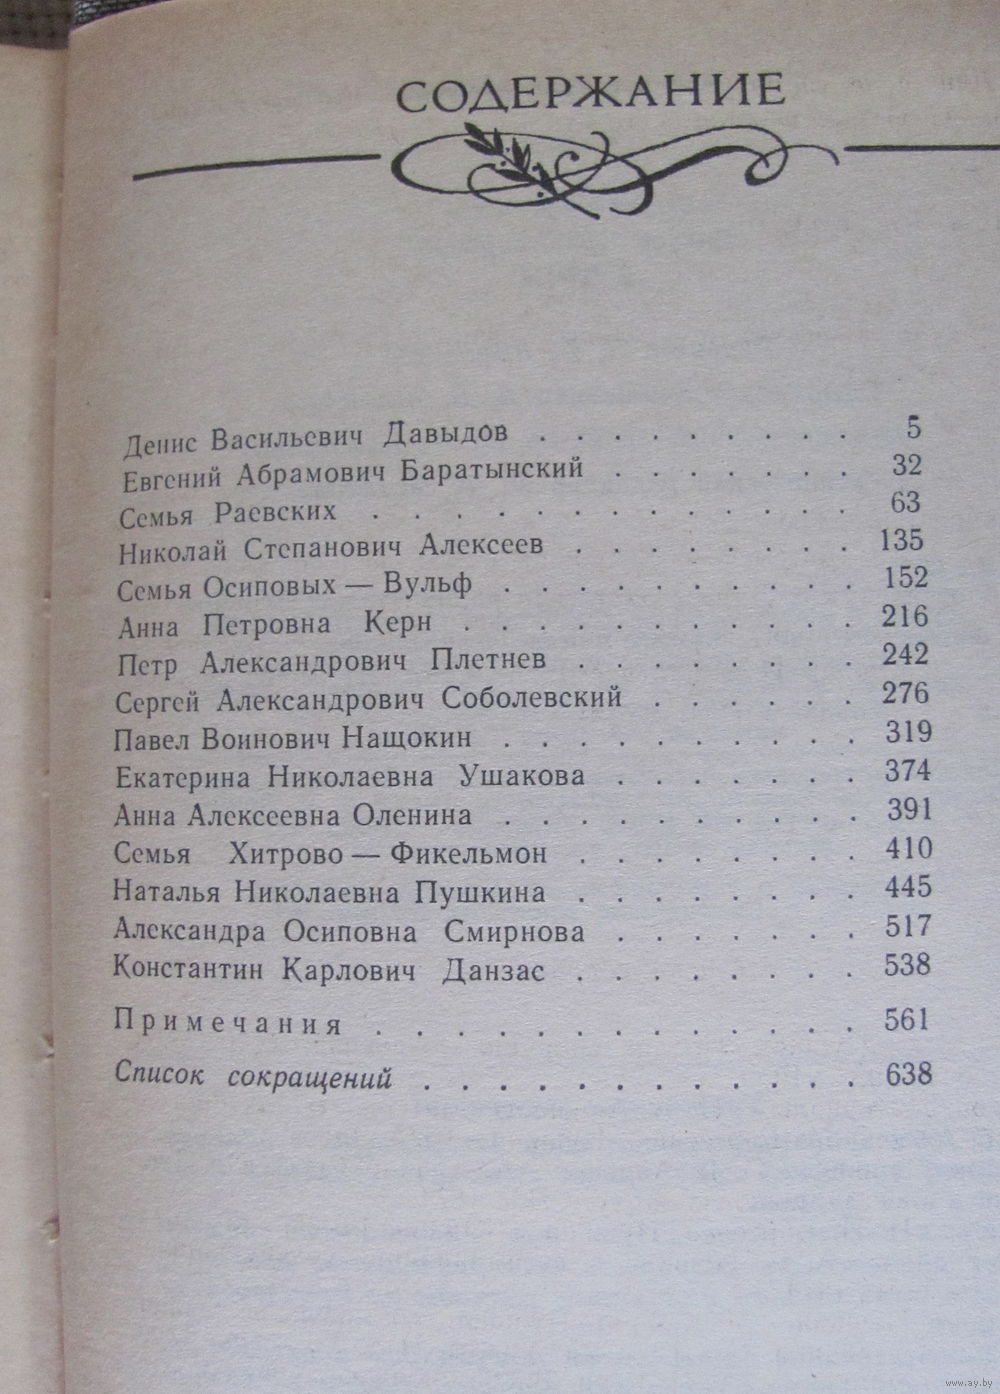 СОДЕРЖАНИЕ
Денис Васильевич Давыдов . . . . . . . . . 5
Евгений Абрамович Баратынский . . . . . . . 32
Семья Раевских . . . . . . . . . . . . 63
Николай Степанович Алексеев . . . . . . . . 135
Семья Осиповых — Вульф . . . . . . . . . . 152
Анна Петровна Керн . . . . . . . . . . . 216
Петр Александрович Плетнев . . . . . . . . 242
Сергей Александрович Соболевский . . . . . . 276
Павел Воинович Нащокин . . . . . . . . . . 319
Екатерина Николаевна Ушакова . . . . . . . 374
Анна Алексеевна Оленина . . . . . . . . . . 391
Семья Хитрово — Фикельмон . . . . . . . . 410
Наталья Николаевна Пушкина . . . . . . . . 445
Александра Осиповна Смирнова . . . . . . . 517
Константин Карлович Данзас . . . . . . . . 538
Примечания . . . . . . . . . . . . 561
Список сокращений . . . . . . . . . . . . 638
www.ay.by